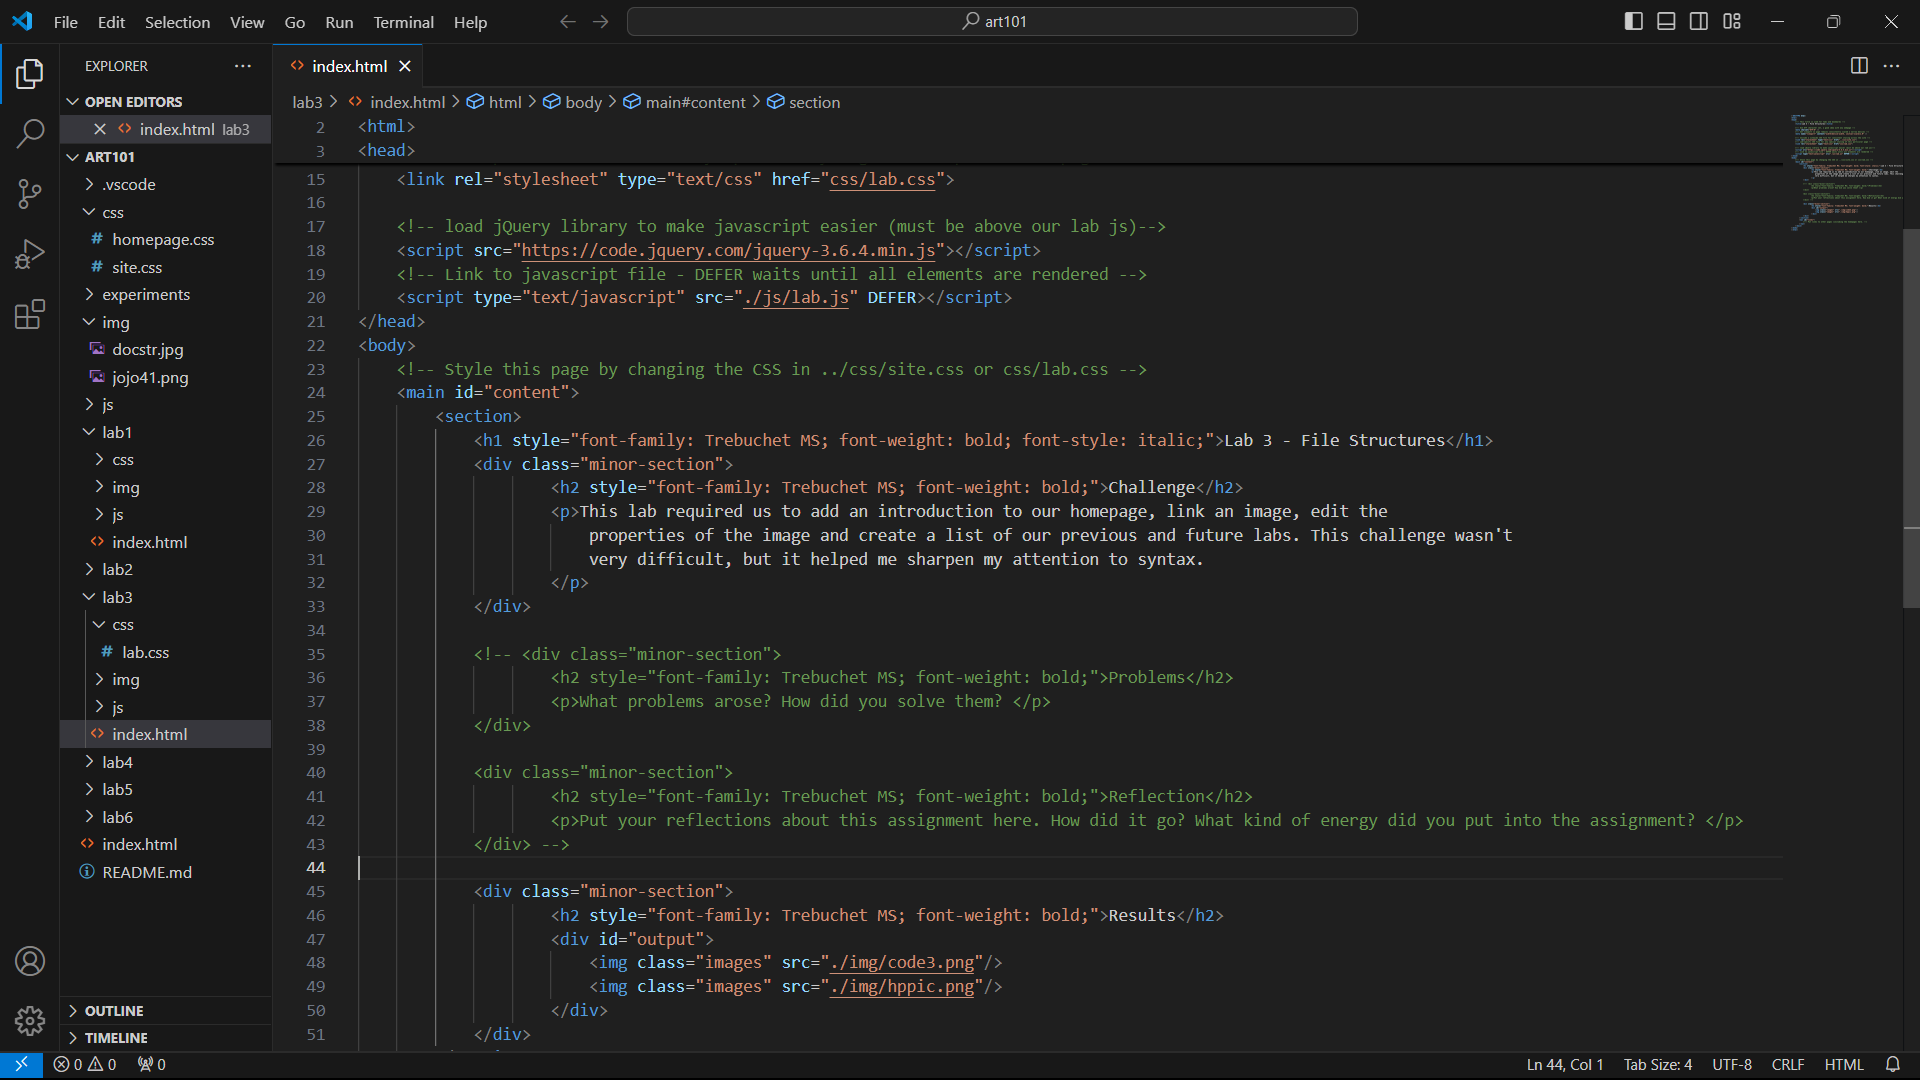 File Edit Selection View Go Run Terminal Help
art101
EXPLORER
OPEN EDITORS
index.html lab3
ART101
.vscode
css
homepage.css
site.css
experiments
img
docstr.jpg
jojo41.png
js
lab1
css
img
js
index.html
lab2
lab3
css
lab.css
img
js
index.html
lab4
lab5
lab6
index.html
README.md
OUTLINE
TIMELINE
index.html
lab3 > index.html > html > body > main#content > section
2 <html>
3 <head>
15 <link rel="stylesheet" type="text/css" href="css/lab.css">
16
17 <!-- load jQuery library to make javascript easier (must be above our lab js)-->
18 <script src="https://code.jquery.com/jquery-3.6.4.min.js"></script>
19 <!-- Link to javascript file - DEFER waits until all elements are rendered -->
20 <script type="text/javascript" src="./js/lab.js" DEFER></script>
21 </head>
22 <body>
23 <!-- Style this page by changing the CSS in ../css/site.css or css/lab.css -->
24 <main id="content">
25 <section>
26 <h1 style="font-family: Trebuchet MS; font-weight: bold; font-style: italic;">Lab 3 - File Structures</h1>
27 <div class="minor-section">
28 <h2 style="font-family: Trebuchet MS; font-weight: bold;">Challenge</h2>
29 <p>This lab required us to add an introduction to our homepage, link an image, edit the
30 properties of the image and create a list of our previous and future labs. This challenge wasn't
31 very difficult, but it helped me sharpen my attention to syntax.
32 </p>
33 </div>
34
35 <!-- <div class="minor-section">
36 <h2 style="font-family: Trebuchet MS; font-weight: bold;">Problems</h2>
37 <p>What problems arose? How did you solve them? </p>
38 </div>
39
40 <div class="minor-section">
41 <h2 style="font-family: Trebuchet MS; font-weight: bold;">Reflection</h2>
42 <p>Put your reflections about this assignment here. How did it go? What kind of energy did you put into the assignment? </p>
43 </div> -->
44
45 <div class="minor-section">
46 <h2 style="font-family: Trebuchet MS; font-weight: bold;">Results</h2>
47 <div id="output">
48 <img class="images" src="./img/code3.png"/>
49 <img class="images" src="./img/hppic.png"/>
50 </div>
51 </div>
0 0 0 Ln 44, Col 1 Tab Size: 4 UTF-8 CRLF HTML